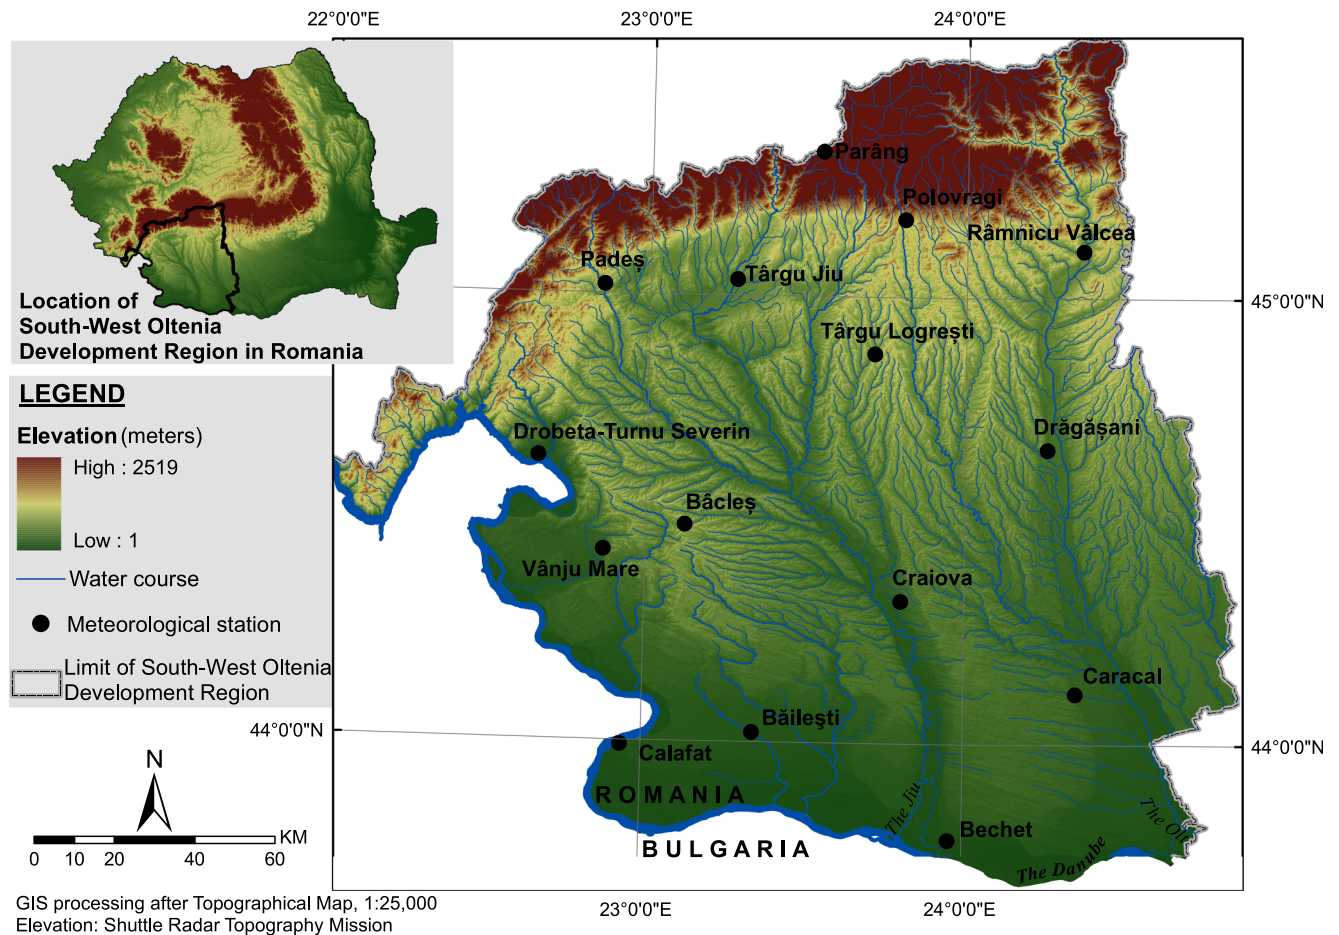 22°0'0"E
23°0'0"E
24°0'0"E
Location of
South-West Oltenia
Development Region in Romania
LEGEND
Elevation (meters)
High : 2519
Low : 1
Water course
Meteorological station
Limit of South-West Oltenia
Development Region
Parâng
Polovragi
Râmnicu Vâlcea
Padeș
Târgu Jiu
45°0'0"N
Târgu Logrești
Drobeta-Turnu Severin
Drăgășani
Bâcleș
Vânju Mare
Craiova
Caracal
Băileşti
44°0'0"N
Calafat
44°0'0"N
ROMANIA
The Jiu
The Olt
Bechet
BULGARIA
The Danube
N
KM
0 10 20 40 60
23°0'0"E
24°0'0"E
GIS processing after Topographical Map, 1:25,000
Elevation: Shuttle Radar Topography Mission